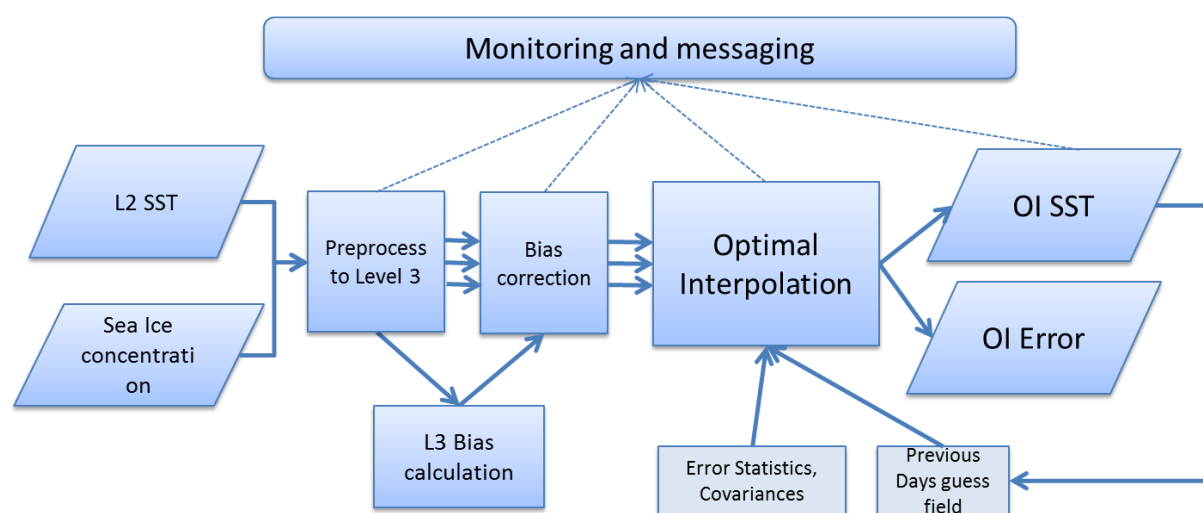 Monitoring and messaging
L2 SST
Sea Ice
concentrati
on
Preprocess
to Level 3
Bias
correction
L3 Bias
calculation
Optimal
Interpolation
Error Statistics,
Covariances
Previous
Days guess
field
OI SST
OI Error